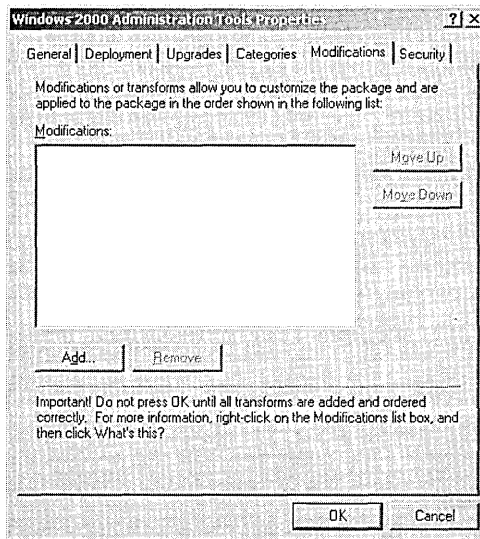 Windows 2000 Administration Tools Properties ? ×
General Deployment Upgrades Categories Modifications Security
Modifications or transforms allow you to customize the package and are
applied to the package in the order shown in the following list:
Modifications:
Move Up
Move Down
Add... Remove
Important! Do not press OK until all transforms are added and ordered
correctly. For more information, right-click on the Modifications list box, and
then click What's this?
OK Cancel